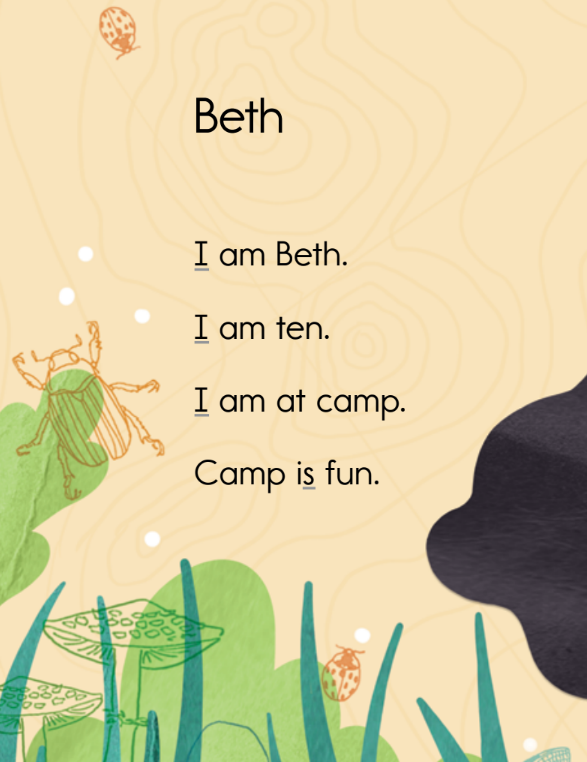 Beth
I am Beth.
I am ten.
I am at camp.
Camp is fun.